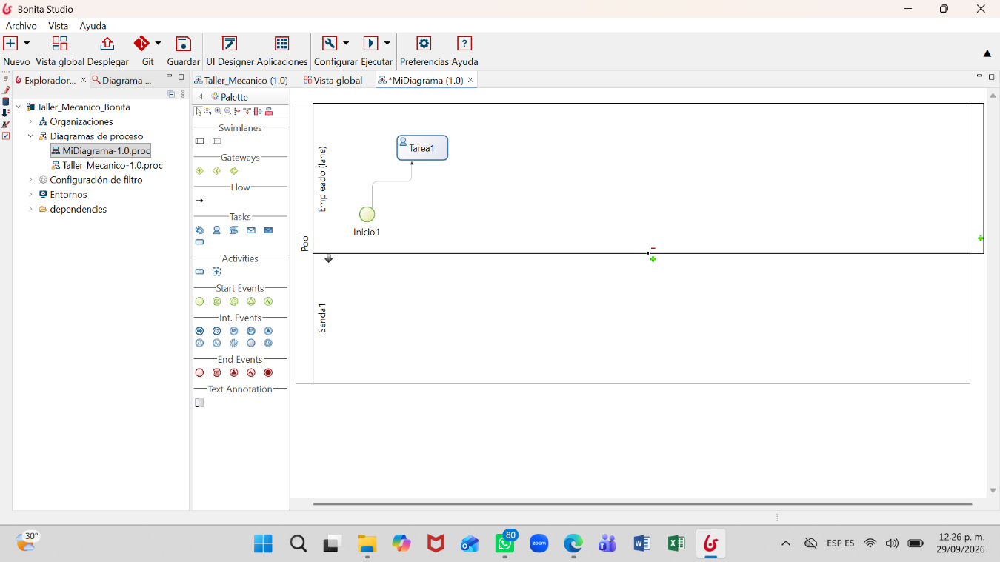 Bonita Studio
Archivo Vista Ayuda
Nuevo Vista global Desplegar Git Guardar UI Designer Aplicaciones Configurar Ejecutar Preferencias Ayuda
Explorador... Diagrama ... Taller_Mecanico (1.0) Vista global *MiDiagrama (1.0)
Palette
Taller_Mecanico_Bonita
Organizaciones
Diagramas de proceso
MiDiagrama-1.0.proc
Taller_Mecanico-1.0.proc
Configuración de filtro
Entornos
dependencies
Swimlanes
Gateways
Flow
Tasks
Activities
Start Events
Int. Events
End Events
Text Annotation
Pool
Empleado (lane)
Tarea1
Inicio1
Senda1
30°
80
zoom
ESP ES
12:26 p. m.
29/09/2026